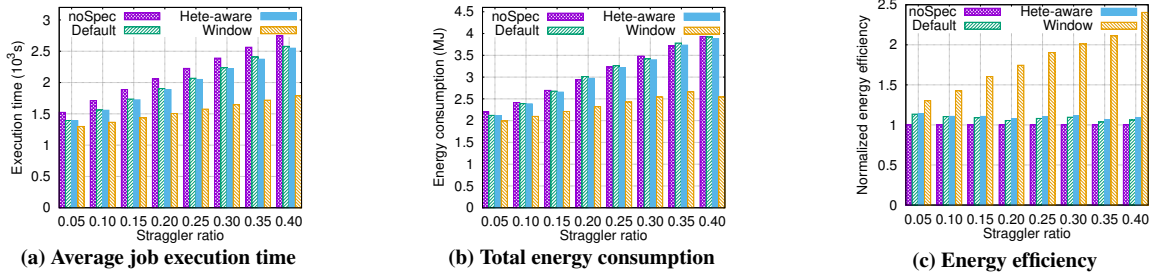 noSpec
Default
Hete-aware
Window
Execution time (10³s)
3
2.5
2
1.5
1
0.5
0
0.05 0.10 0.15 0.20 0.25 0.30 0.35 0.40
Straggler ratio
(a) Average job execution time
noSpec
Default
Hete-aware
Window
Energy consumption (MJ)
4.5
4
3.5
3
2.5
2
1.5
1
0.5
0
0.05 0.10 0.15 0.20 0.25 0.30 0.35 0.40
Straggler ratio
(b) Total energy consumption
noSpec
Default
Hete-aware
Window
Normalized energy efficiency
2.5
2
1.5
1
0.5
0
0.05 0.10 0.15 0.20 0.25 0.30 0.35 0.40
Straggler ratio
(c) Energy efficiency